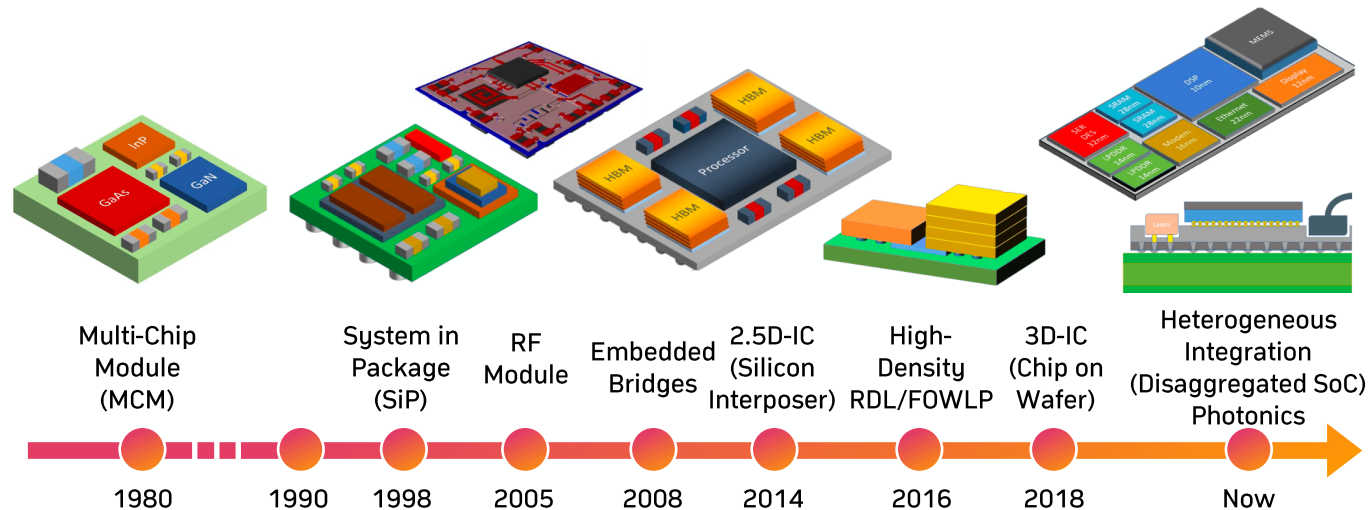 InP
GaAs
GaN
HBM
HBM
HBM
HBM
Processor
MEMS
DSP
10nm
Display
12nm
SRAM
28nm
SRAM
28nm
Ethernet
22nm
SER
DES
32nm
Modem
16nm
LPDDR
14nm
LPDDR
14nm
Lasers
Multi-Chip
Module
(MCM)
System in
Package
(SiP)
RF
Module
Embedded
Bridges
2.5D-IC
(Silicon
Interposer)
High-
Density
RDL/FOWLP
3D-IC
(Chip on
Wafer)
Heterogeneous
Integration
(Disaggregated SoC)
Photonics
1980
1990
1998
2005
2008
2014
2016
2018
Now